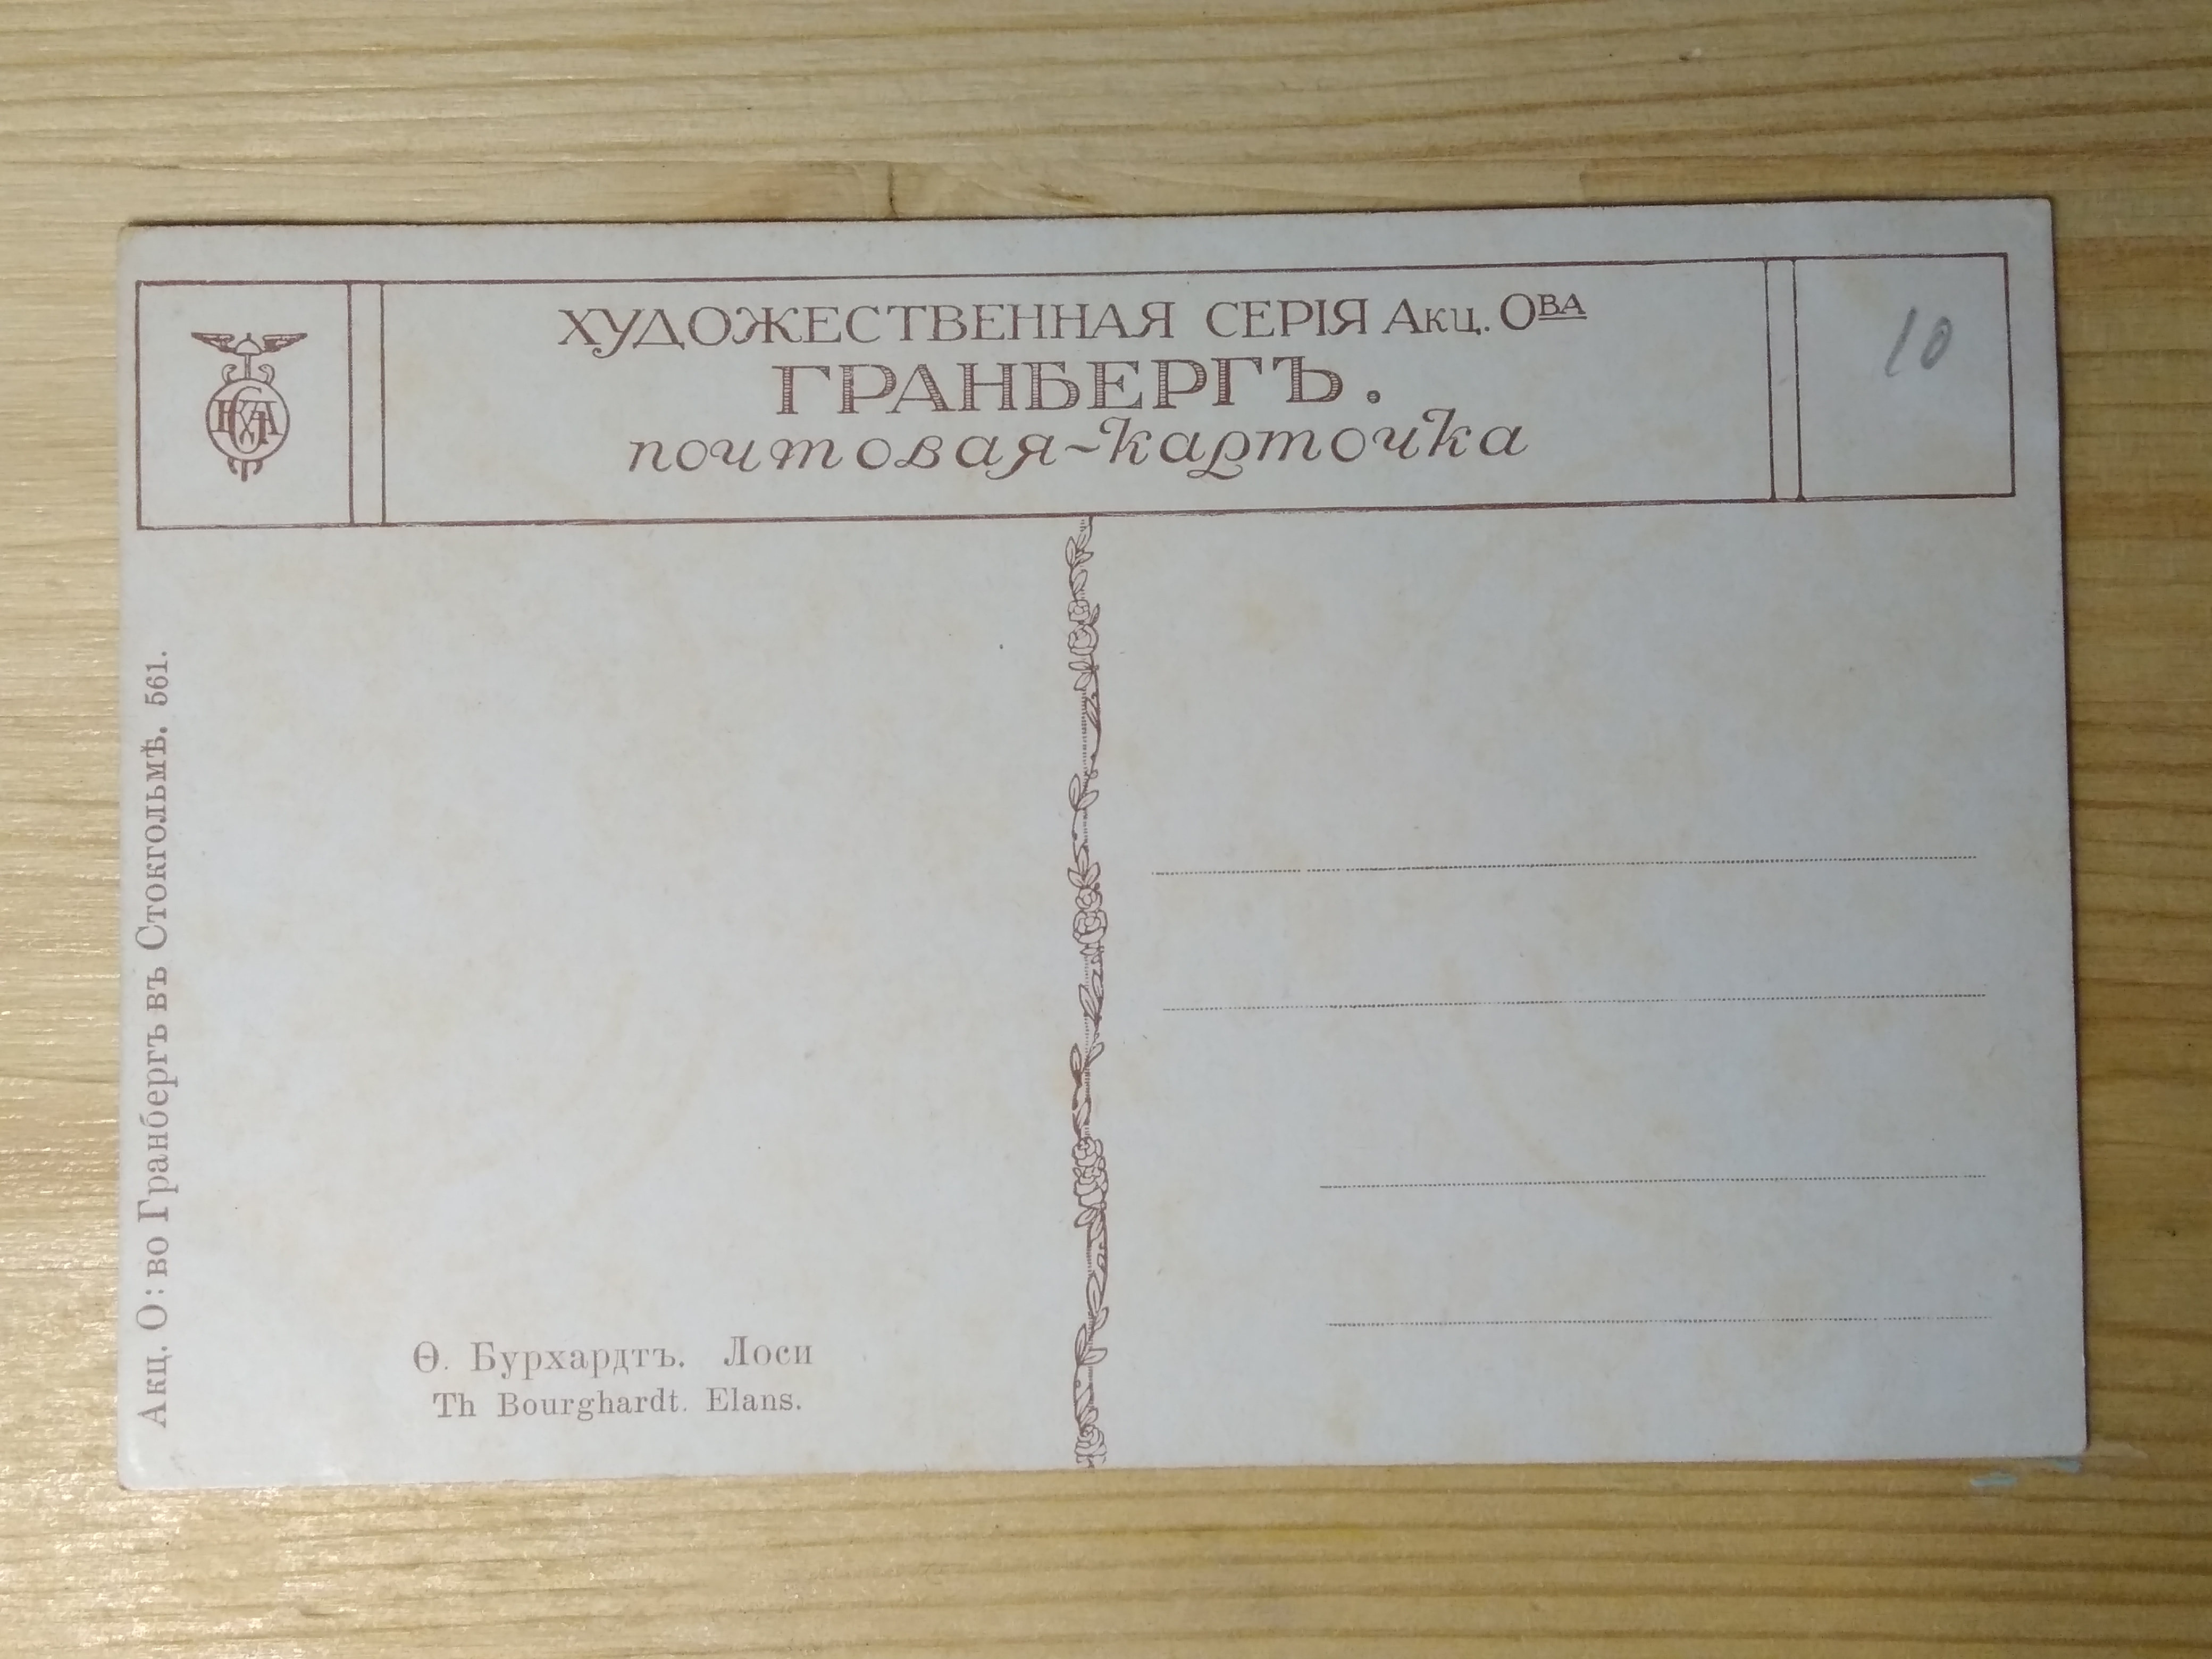 ХУДОЖЕСТВЕННАЯ СЕРІЯ Акц. Ова
ГРАНБЕРГЪ.
почтовая-карточка
10
Акц. О: во Гранбергъ въ Стокгольмѣ. 561.
Ѳ. Бурхардтъ. Лоси
Th Bourghardt. Elans.